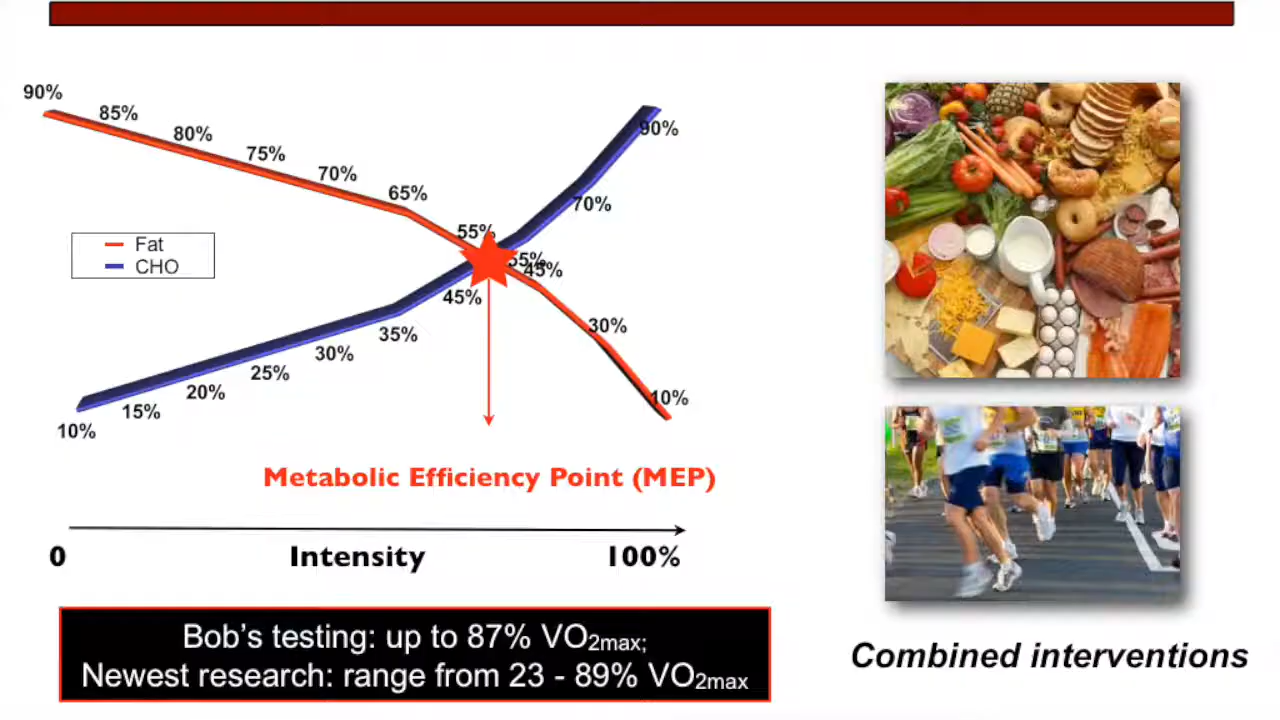 90%
85%
80%
75%
70%
65%
55%
45%
30%
10%
Fat
CHO
90%
70%
55%
45%
35%
30%
25%
20%
15%
10%
Metabolic Efficiency Point (MEP)
0 Intensity 100%
Bob's testing: up to 87% VO2max;
Newest research: range from 23 - 89% VO2max
Combined interventions